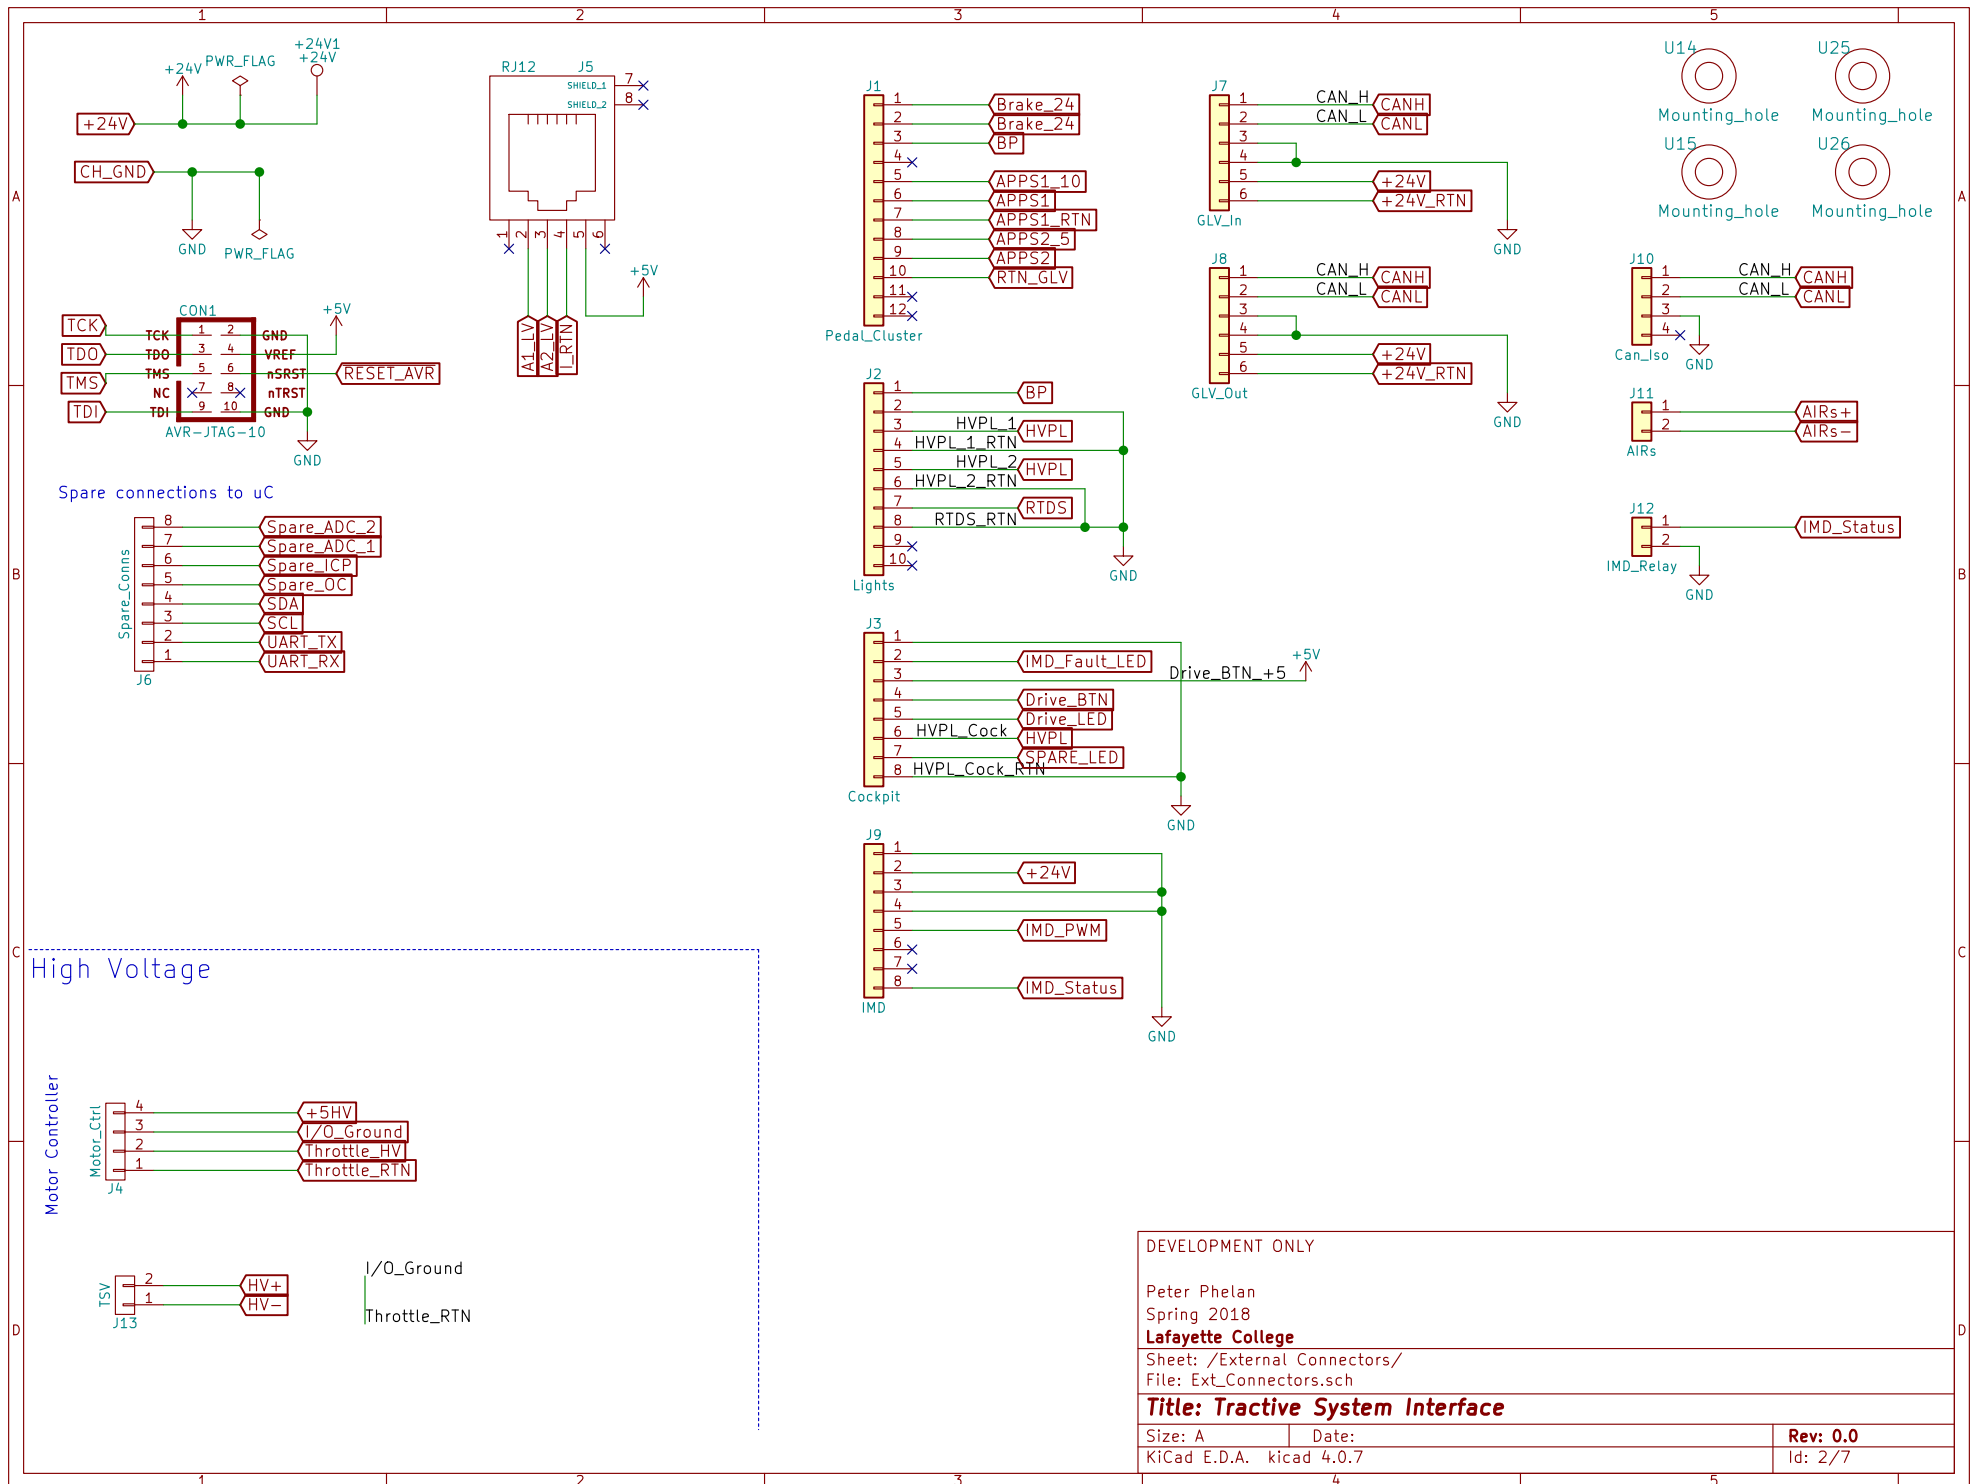 1 2 3 4 5
A B C D
+24V
+24V
PWR_FLAG
+24V1
+24V
CH_GND
GND
PWR_FLAG
RJ12 J5
SHIELD_1 7
SHIELD_2 8
1 2 3 4 5 6
A1_LV
A2_LV
I_RTN
+5V
CON1
TCK TCK 1 2 GND
TDO TDO 3 4 VREF
TMS TMS 5 6 nSRST
NC 7 8 nTRST
TDI TDI 9 10 GND
AVR-JTAG-10
+5V
RESET_AVR
GND
Spare connections to uC
Spare_Conns
8 Spare_ADC_2
7 Spare_ADC_1
6 Spare_ICP
5 Spare_OC
4 SDA
3 SCL
2 UART_TX
1 UART_RX
J6
J1
1 Brake_24
2 Brake_24
3 BP
4
5 APPS1_10
6 APPS1
7 APPS1_RTN
8 APPS2_5
9 APPS2
10 RTN_GLV
11
12
Pedal_Cluster
J2
1 BP
2
3 HVPL_1 HVPL
4 HVPL_1_RTN
5 HVPL_2 HVPL
6 HVPL_2_RTN
7 RTDS
8 RTDS_RTN
9
10
Lights
GND
J3
1
2 IMD_Fault_LED
3 Drive_BTN_+5 +5V
4 Drive_BTN
5 Drive_LED
6 HVPL_Cock HVPL
7 SPARE_LED
8 HVPL_Cock_RTN
Cockpit
GND
J9
1
2 +24V
3
4
5 IMD_PWM
6
7
8 IMD_Status
IMD
GND
J7
1 CAN_H CANH
2 CAN_L CANL
3
4
5 +24V
6 +24V_RTN
GLV_In
GND
J8
1 CAN_H CANH
2 CAN_L CANL
3
4
5 +24V
6 +24V_RTN
GLV_Out
GND
U14
Mounting_hole
U25
Mounting_hole
U15
Mounting_hole
U26
Mounting_hole
J10
1 CAN_H CANH
2 CAN_L CANL
3
4
Can_Iso
GND
J11
1 AIRs+
2 AIRs-
AIRs
J12
1 IMD_Status
2
IMD_Relay
GND
High Voltage
Motor Controller
Motor_Ctrl
4 +5HV
3 I/O_Ground
2 Throttle_HV
1 Throttle_RTN
J4
TSV
2 HV+
1 HV-
J13
I/O_Ground
Throttle_RTN
DEVELOPMENT ONLY
Peter Phelan
Spring 2018
Lafayette College
Sheet: /External Connectors/
File: Ext_Connectors.sch
Title: Tractive System Interface
Size: A Date: Rev: 0.0
KiCad E.D.A. kicad 4.0.7 Id: 2/7
A B C D
1 2 3 4 5